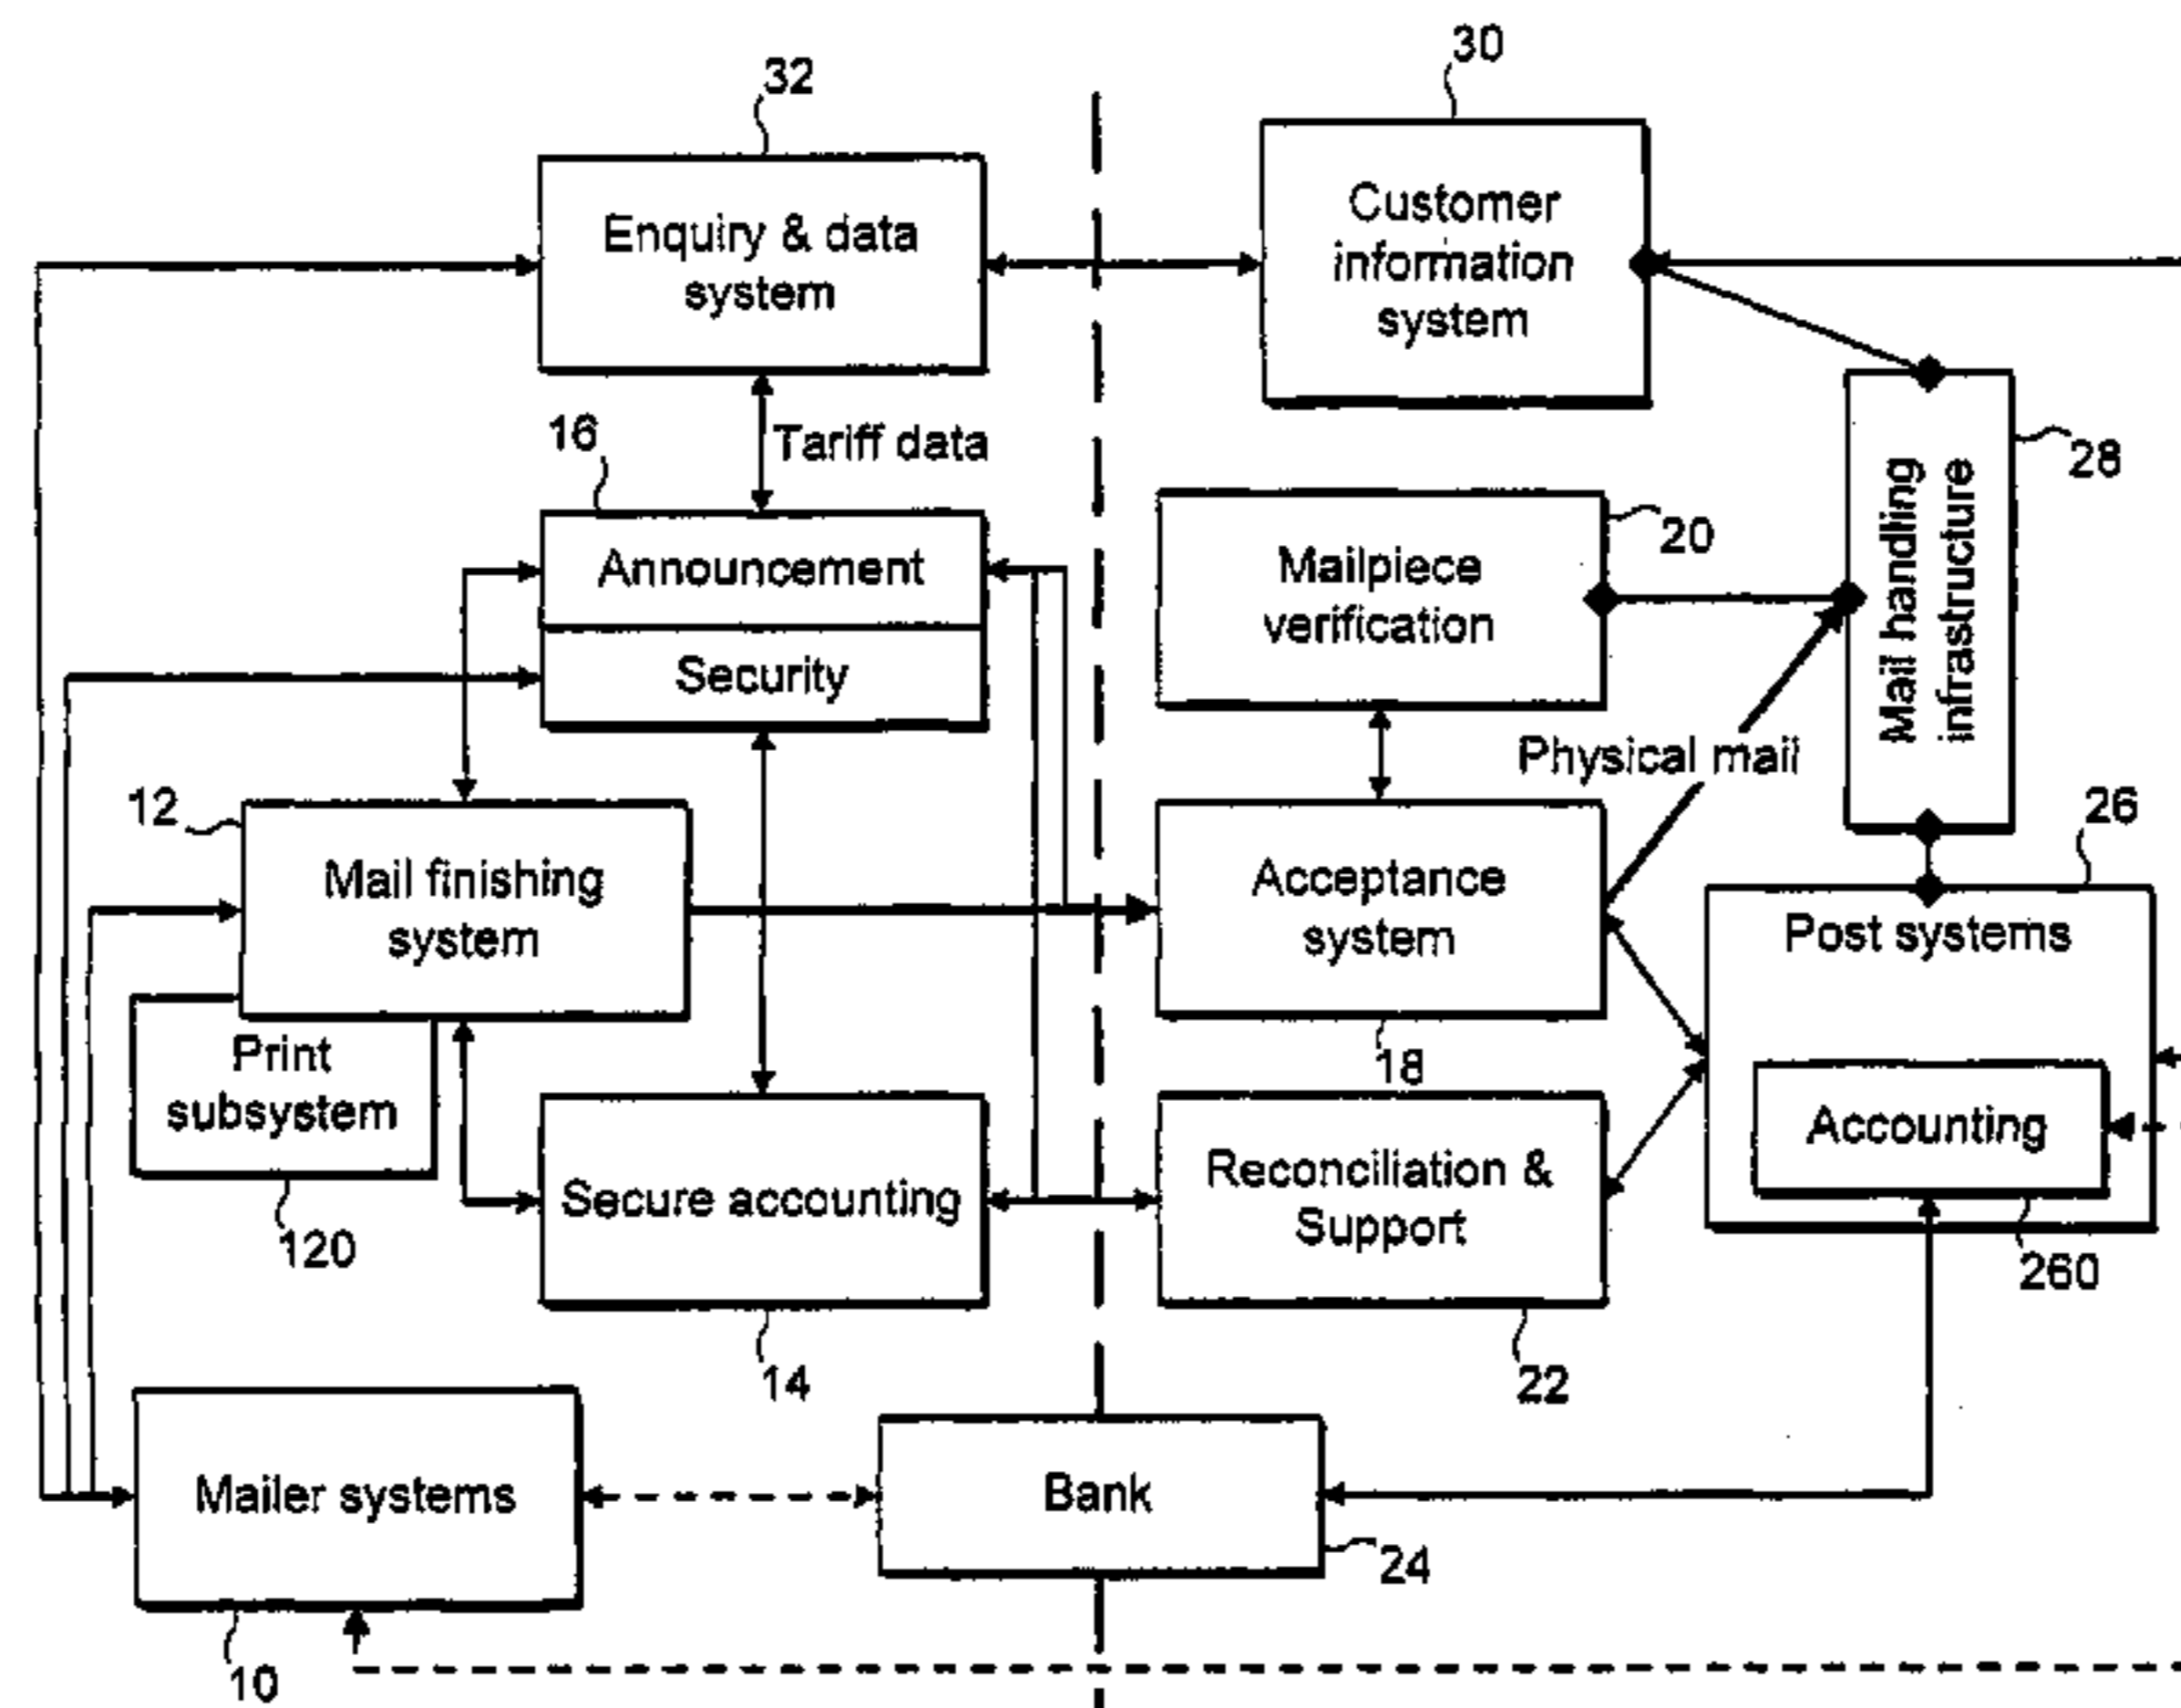 30
32
Enquiry & data
system
Customer
information
system
16
Tariff data
28
Mail handling
infrastructure
Announcement
Security
Mailpiece
verification
20
Physical mail
12
26
Mail finishing
system
Acceptance
system
Post systems
Print
subsystem
18
120
Secure accounting
Reconciliation &
Support
Accounting
260
14
22
Mailer systems
Bank
24
10